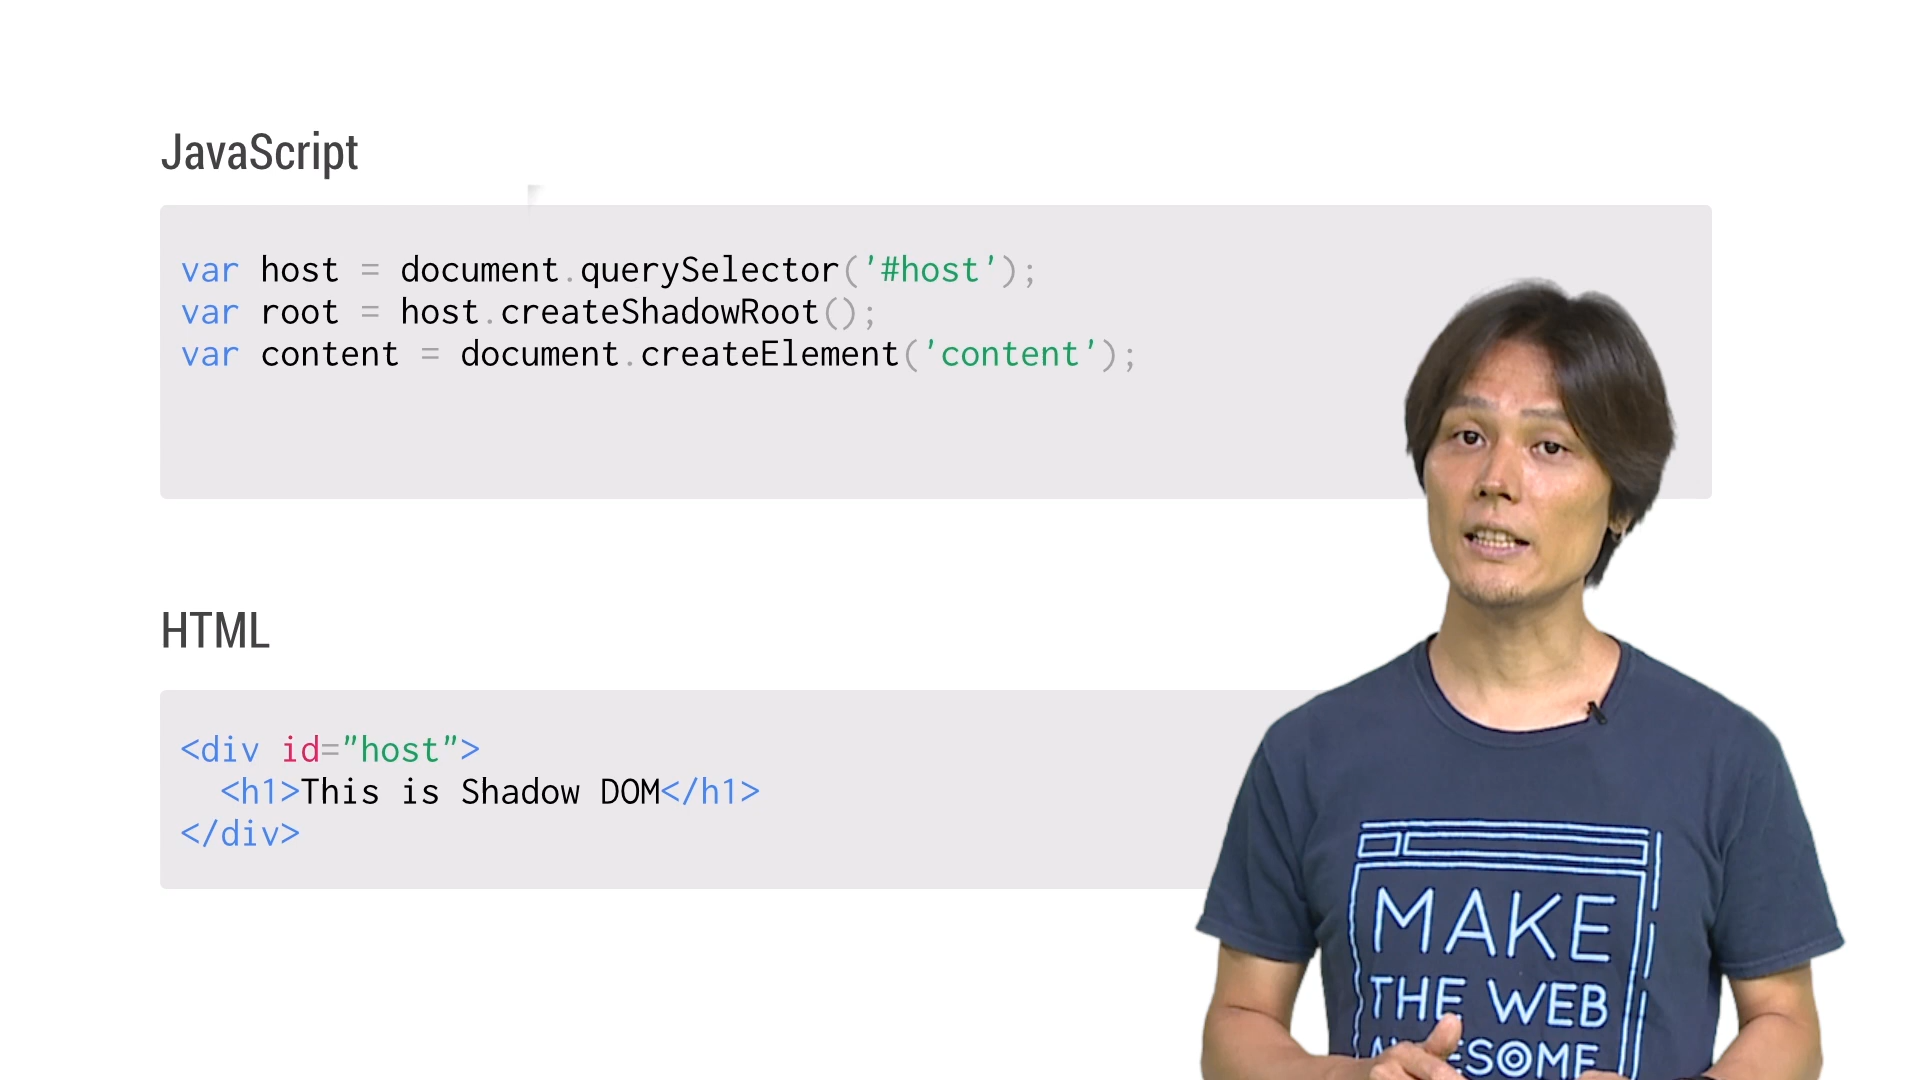 JavaScript
var host = document.querySelector('#host');
var root = host.createShadowRoot();
var content = document.createElement('content');
HTML
<div id="host">
  <h1>This is Shadow DOM</h1>
</div>
MAKE
THE WEB
AWESOME